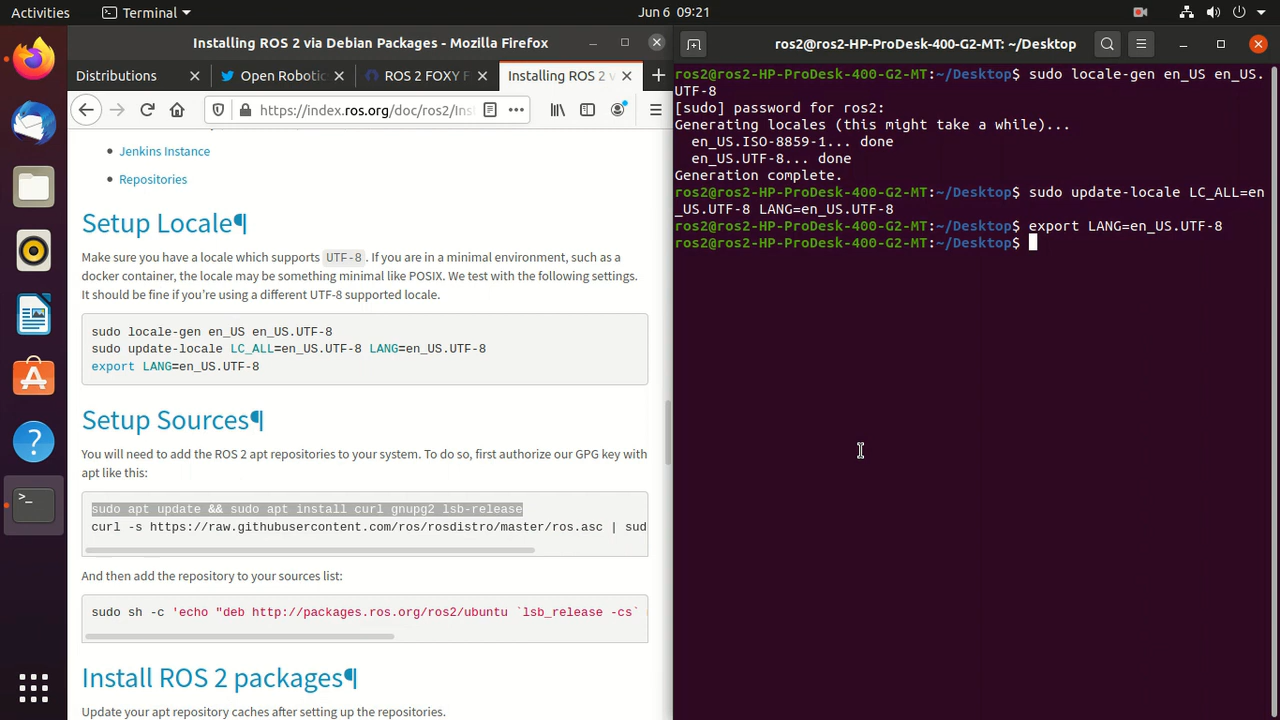 Activities
Terminal
Jun 6 09:21
Installing ROS 2 via Debian Packages - Mozilla Firefox
Distributions
Open Robotic
ROS 2 FOXY F
Installing ROS 2 v
https://index.ros.org/doc/ros2/Inst
Jenkins Instance
Repositories
Setup Locale¶
Make sure you have a locale which supports UTF-8. If you are in a minimal environment, such as a
docker container, the locale may be something minimal like POSIX. We test with the following settings.
It should be fine if you're using a different UTF-8 supported locale.
sudo locale-gen en_US en_US.UTF-8
sudo update-locale LC_ALL=en_US.UTF-8 LANG=en_US.UTF-8
export LANG=en_US.UTF-8
Setup Sources¶
You will need to add the ROS 2 apt repositories to your system. To do so, first authorize our GPG key with
apt like this:
sudo apt update && sudo apt install curl gnupg2 lsb-release
curl -s https://raw.githubusercontent.com/ros/rosdistro/master/ros.asc | sud
And then add the repository to your sources list:
sudo sh -c 'echo "deb http://packages.ros.org/ros2/ubuntu `lsb_release -cs`
Install ROS 2 packages¶
Update your apt repository caches after setting up the repositories.
ros2@ros2-HP-ProDesk-400-G2-MT: ~/Desktop
ros2@ros2-HP-ProDesk-400-G2-MT:~/Desktop$ sudo locale-gen en_US en_US.
UTF-8
[sudo] password for ros2:
Generating locales (this might take a while)...
en_US.ISO-8859-1... done
en_US.UTF-8... done
Generation complete.
ros2@ros2-HP-ProDesk-400-G2-MT:~/Desktop$ sudo update-locale LC_ALL=en
_US.UTF-8 LANG=en_US.UTF-8
ros2@ros2-HP-ProDesk-400-G2-MT:~/Desktop$ export LANG=en_US.UTF-8
ros2@ros2-HP-ProDesk-400-G2-MT:~/Desktop$